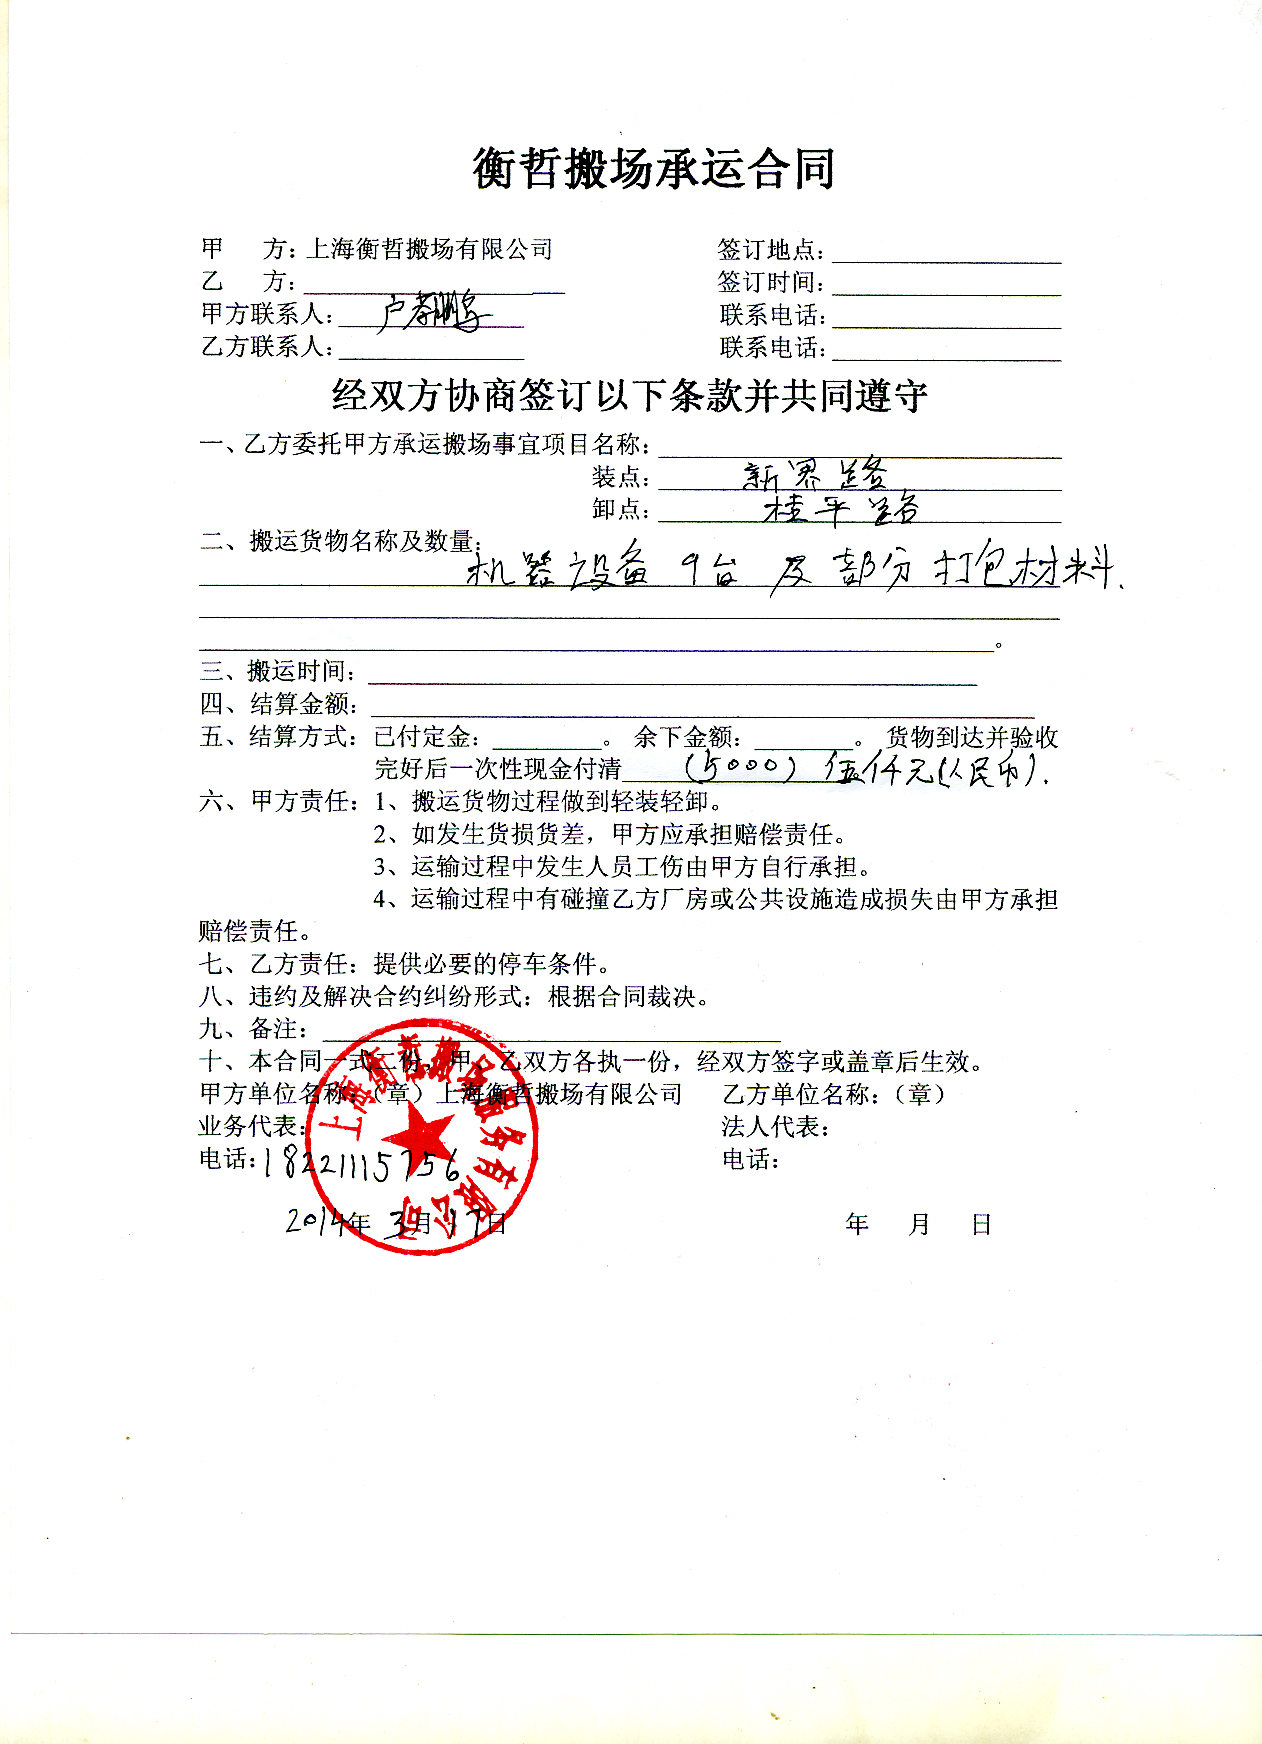 衡哲搬场承运合同
甲 方：上海衡哲搬场有限公司 签订地点：
乙 方： 签订时间：
甲方联系人：卢孝鹏 联系电话：
乙方联系人： 联系电话：
经双方协商签订以下条款并共同遵守
一、乙方委托甲方承运搬场事宜项目名称：
装点：新界路
卸点：桂平路
二、搬运货物名称及数量：
机器设备 9台 及 部分 打包材料.
。
三、搬运时间：
四、结算金额：
五、结算方式：已付定金： 。余下金额： 。货物到达并验收
完好后一次性现金付清 (5000) 伍仟元(人民币).
六、甲方责任：1、搬运货物过程做到轻装轻卸。
2、如发生货损货差，甲方应承担赔偿责任。
3、运输过程中发生人员工伤由甲方自行承担。
4、运输过程中有碰撞乙方厂房或公共设施造成损失由甲方承担
赔偿责任。
七、乙方责任：提供必要的停车条件。
八、违约及解决合约纠纷形式：根据合同裁决。
九、备注：
十、本合同一式二份，甲、乙双方各执一份，经双方签字或盖章后生效。
甲方单位名称：（章）上海衡哲搬场有限公司 乙方单位名称：（章）
业务代表： 法人代表：
电话：18221115756 电话：
2014年 3月 17日 年 月 日
上海衡哲搬场服务有限公司